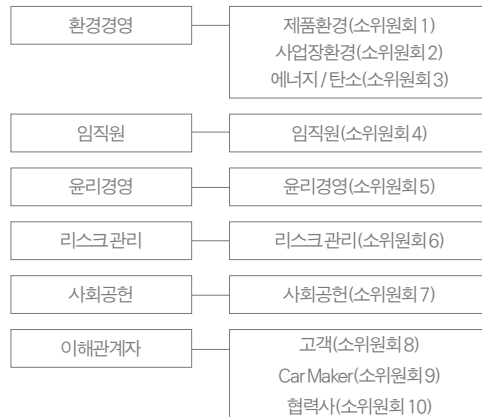 환경경영
제품환경(소위원회1)
사업장환경(소위원회2)
에너지 / 탄소(소위원회3)
임직원
임직원(소위원회4)
윤리경영
윤리경영(소위원회5)
리스크관리
리스크관리(소위원회6)
사회공헌
사회공헌(소위원회7)
이해관계자
고객(소위원회8)
Car Maker(소위원회9)
협력사(소위원회10)